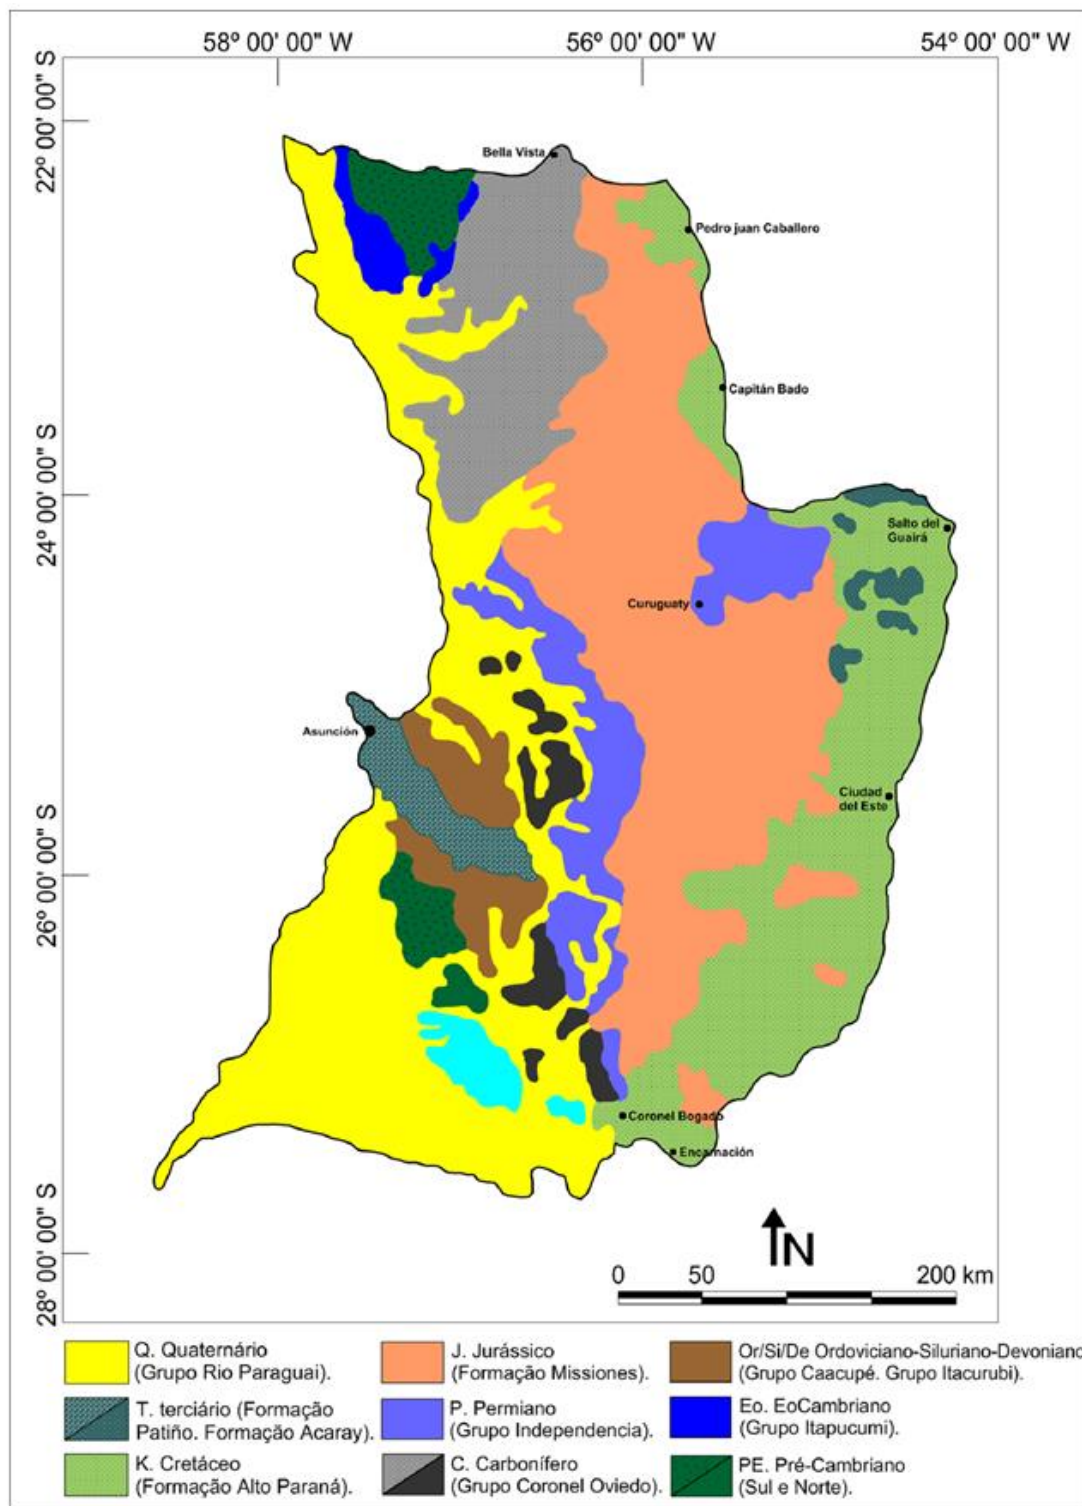 58º 00' 00" W
56º 00' 00" W
54º 00' 00" W
22º 00' 00" S
24º 00' 00" S
26º 00' 00" S
28º 00' 00" S
Bella Vista
Pedro juan Caballero
Capitán Bado
Salto del
Guairá
Curuguaty
Asunción
Ciudad
del Este
Coronel Bogado
Encarnación
N
0 50 200 km
Q. Quaternário
(Grupo Rio Paraguai).
T. terciário (Formação
Patiño. Formação Acaray).
K. Cretáceo
(Formação Alto Paraná).
J. Jurássico
(Formação Missiones).
P. Permiano
(Grupo Independencia).
C. Carbonífero
(Grupo Coronel Oviedo).
Or/Si/De Ordoviciano-Siluriano-Devoniano
(Grupo Caacupé. Grupo Itacurubi).
Eo. EoCambriano
(Grupo Itapucumi).
PE. Pré-Cambriano
(Sul e Norte).